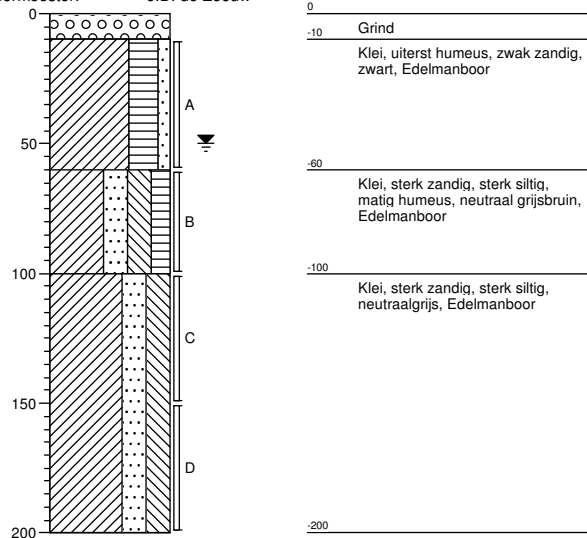 0
A
50
B
100
C
150
D
200
0
Grind
-10
Klei, uiterst humeus, zwak zandig,
zwart, Edelmanboor
-60
Klei, sterk zandig, sterk siltig,
matig humeus, neutraal grijsbruin,
Edelmanboor
-100
Klei, sterk zandig, sterk siltig,
neutraalgrijs, Edelmanboor
-200